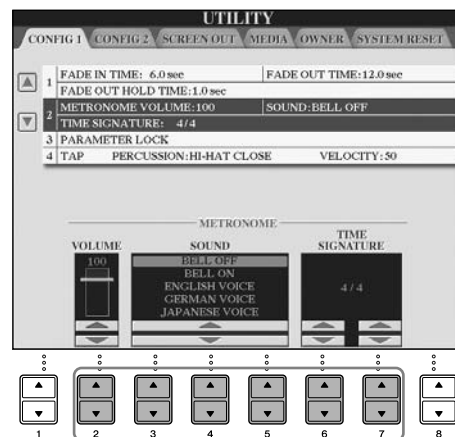 UTILITY
CONFIG 1 CONFIG 2 SCREEN OUT MEDIA OWNER SYSTEM RESET
1 FADE IN TIME: 6.0 sec FADE OUT TIME:12.0 sec
FADE OUT HOLD TIME:1.0 sec
2 METRONOME VOLUME:100 SOUND:BELL OFF
TIME SIGNATURE: 4/4
3 PARAMETER LOCK
4 TAP PERCUSSION:HI-HAT CLOSE VELOCITY:50
METRONOME
VOLUME SOUND TIME SIGNATURE
100
BELL OFF
BELL ON
ENGLISH VOICE
GERMAN VOICE
JAPANESE VOICE
4/4
1 2 3 4 5 6 7 8